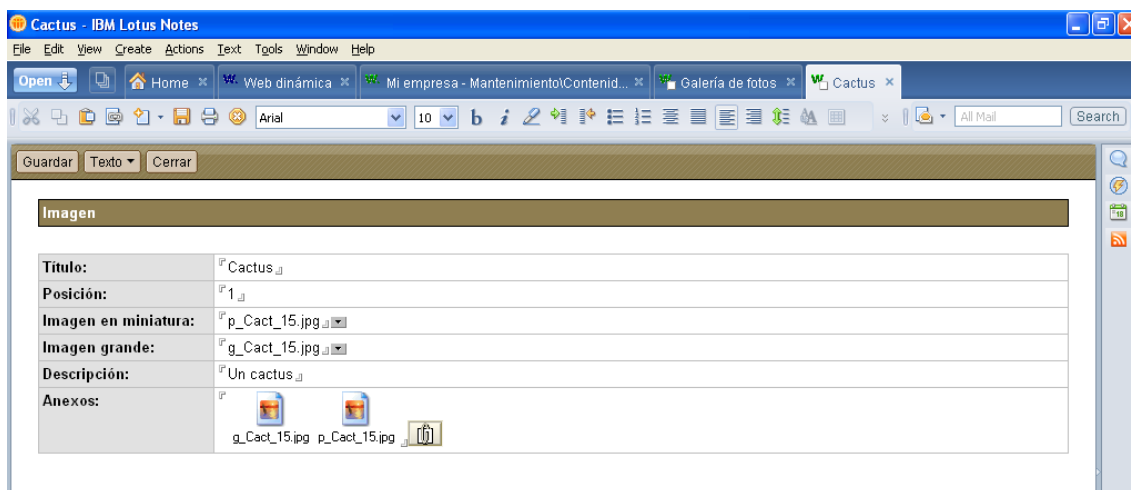 Cactus - IBM Lotus Notes
File Edit View Create Actions Text Tools Window Help
Open Home Web dinámica Mi empresa - Mantenimiento\Contenid... Galería de fotos Cactus
Arial 10 b i All Mail Search
Guardar Texto Cerrar
Imagen
Título: Cactus
Posición: 1
Imagen en miniatura: p_Cact_15.jpg
Imagen grande: g_Cact_15.jpg
Descripción: Un cactus
Anexos:
g_Cact_15.jpg p_Cact_15.jpg